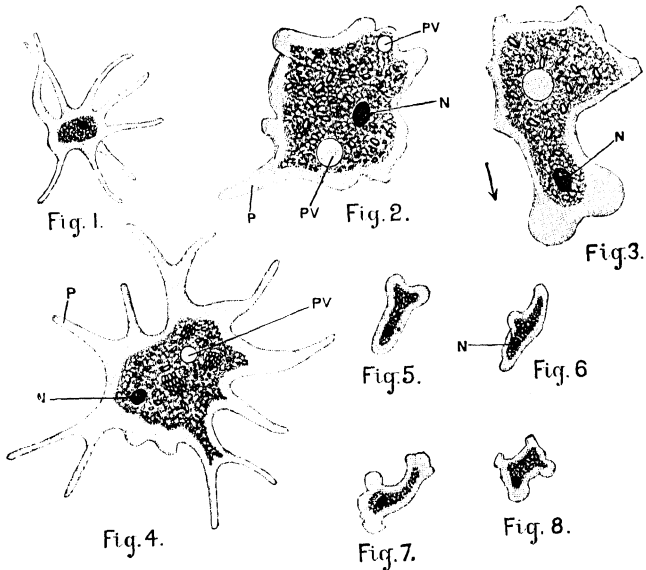 PV
N
N
Fig. 1.
P
PV
Fig. 2.
Fig.3.
P
PV
N
N
Fig.5.
Fig.6
Fig.4.
Fig.7.
Fig.8.